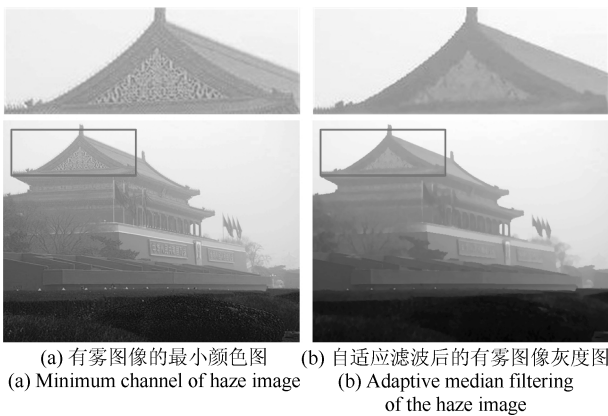 (a) 有雾图像的最小颜色图
(a) Minimum channel of haze image
(b) 自适应滤波后的有雾图像灰度图
(b) Adaptive median filtering
of the haze image